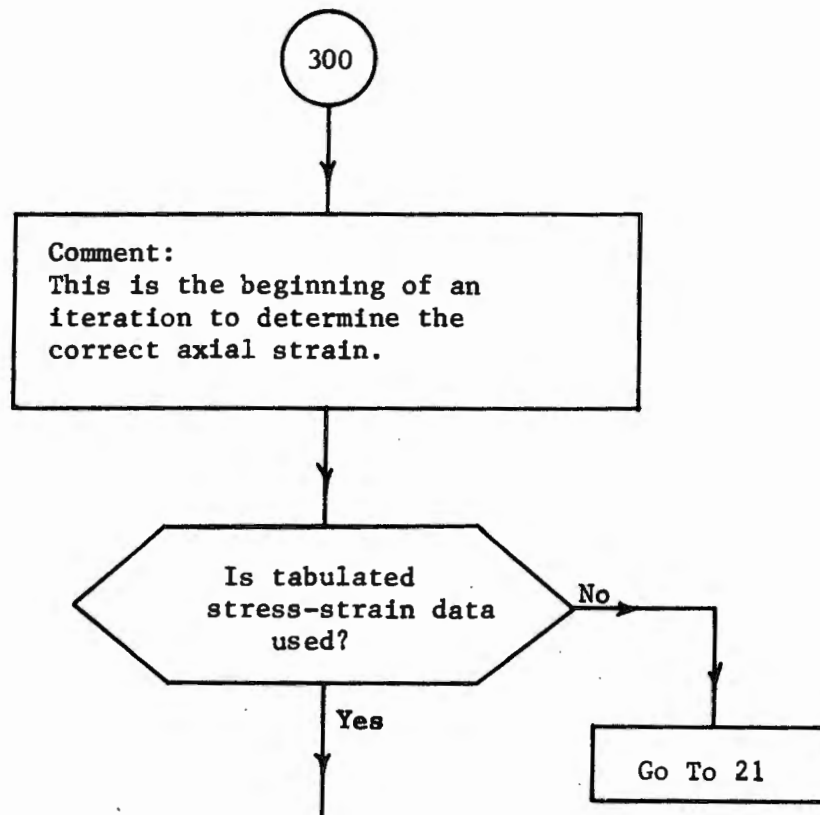 300
Comment:
This is the beginning of an
iteration to determine the
correct axial strain.
Is tabulated
stress-strain data
used?
No
Yes
Go To 21